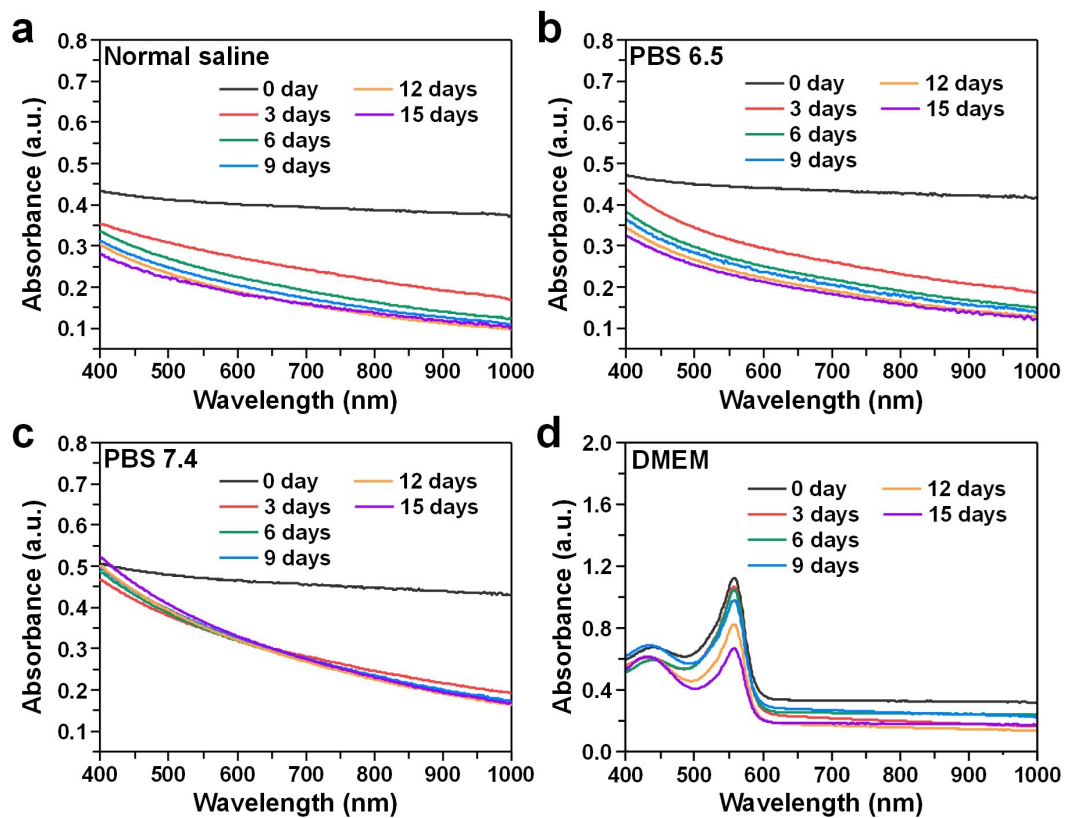 a
Normal saline
0 day
3 days
6 days
9 days
12 days
15 days
0.8
0.7
0.6
0.5
0.4
0.3
0.2
0.1
Absorbance (a.u.)
400 500 600 700 800 900 1000
Wavelength (nm)
b
PBS 6.5
0 day
3 days
6 days
9 days
12 days
15 days
0.8
0.7
0.6
0.5
0.4
0.3
0.2
0.1
Absorbance (a.u.)
400 500 600 700 800 900 1000
Wavelength (nm)
c
PBS 7.4
0 day
3 days
6 days
9 days
12 days
15 days
0.8
0.7
0.6
0.5
0.4
0.3
0.2
0.1
Absorbance (a.u.)
400 500 600 700 800 900 1000
Wavelength (nm)
d
DMEM
0 day
3 days
6 days
9 days
12 days
15 days
2.0
1.6
1.2
0.8
0.4
0.0
Absorbance (a.u.)
400 500 600 700 800 900 1000
Wavelength (nm)